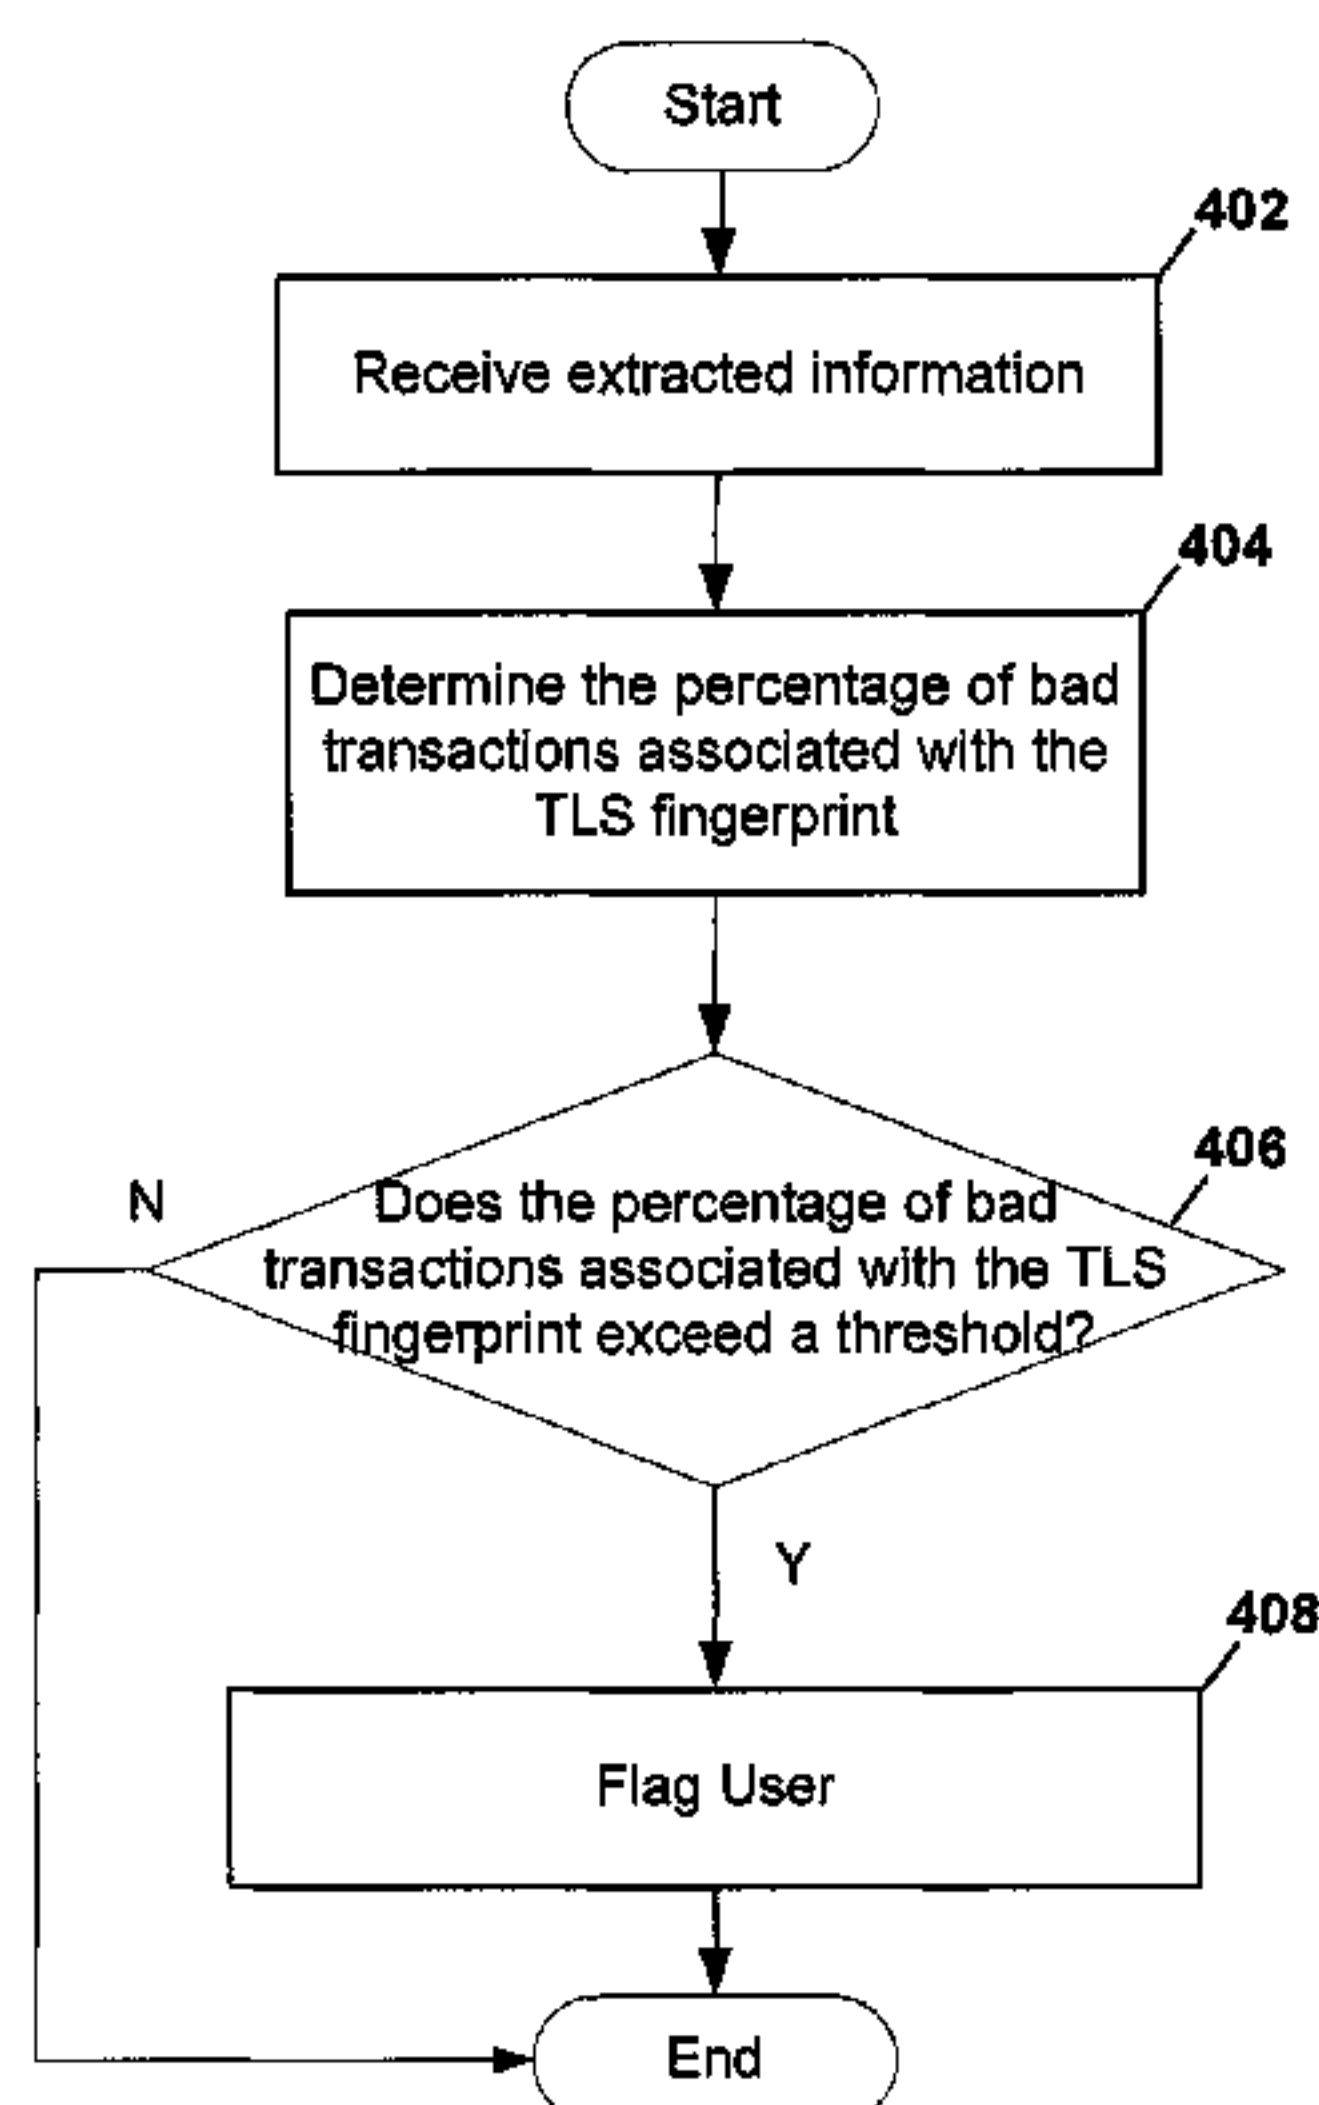 Start
402
Receive extracted information
404
Determine the percentage of bad
transactions associated with the
TLS fingerprint
406
N
Does the percentage of bad
transactions associated with the TLS
fingerprint exceed a threshold?
Y
408
Flag User
End